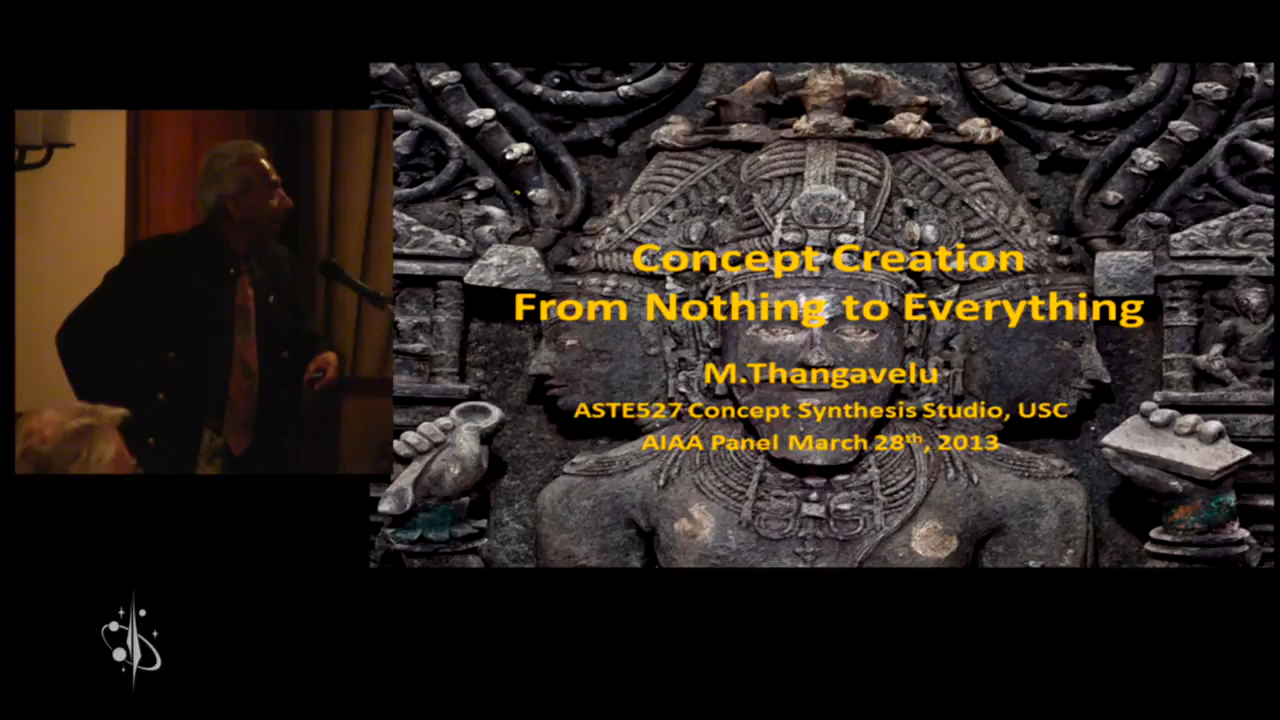 Concept Creation
From Nothing to Everything
M.Thangavelu
ASTE527 Concept Synthesis Studio, USC
AIAA Panel March 28th, 2013